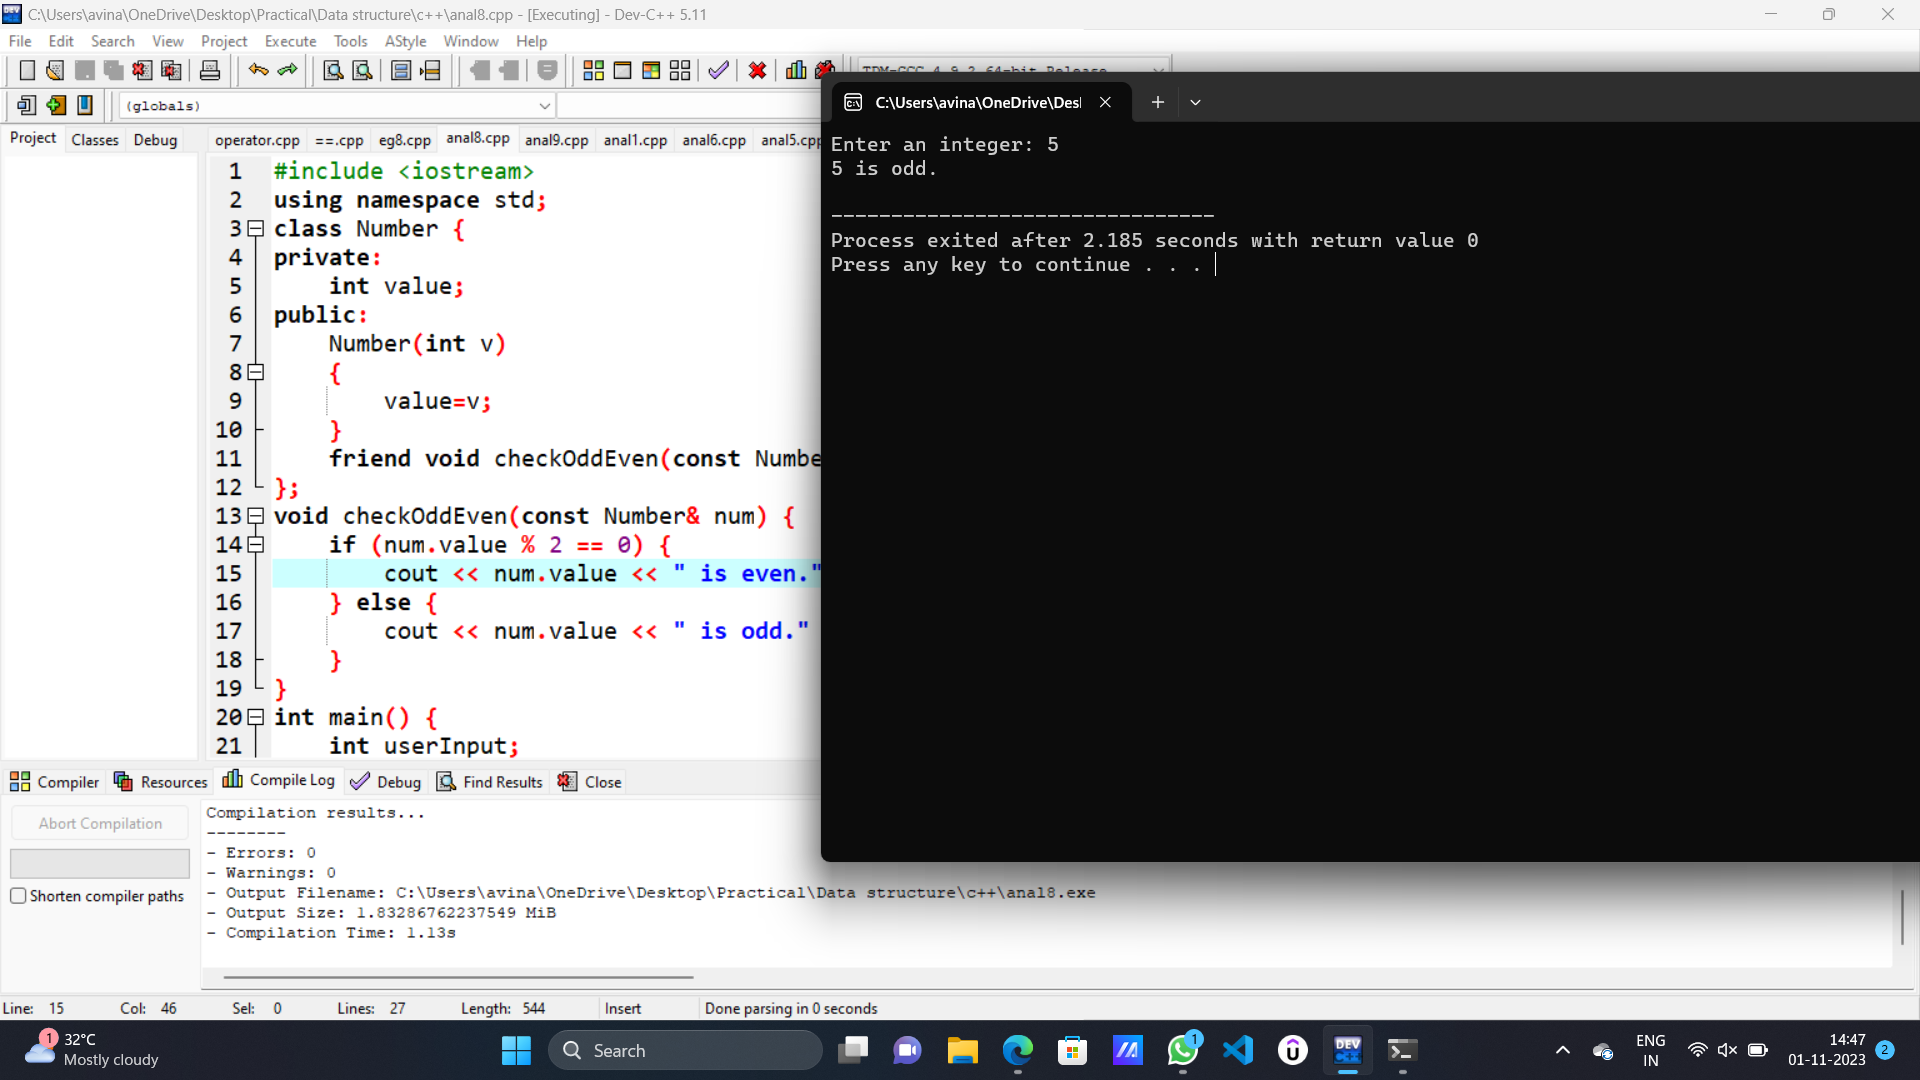 C:\Users\avina\OneDrive\Desktop\Practical\Data structure\c++\anal8.cpp - [Executing] - Dev-C++ 5.11
File Edit Search View Project Execute Tools AStyle Window Help
TDM-GCC 4.9.2 64-bit Release
(globals)
Project Classes Debug
operator.cpp ==.cpp eg8.cpp anal8.cpp anal9.cpp anal1.cpp anal6.cpp anal5.cpp
1 #include <iostream>
2 using namespace std;
3 class Number {
4 private:
5 int value;
6 public:
7 Number(int v)
8 {
9 value=v;
10 }
11 friend void checkOddEven(const Numbe
12 };
13 void checkOddEven(const Number& num) {
14 if (num.value % 2 == 0) {
15 cout << num.value << " is even."
16 } else {
17 cout << num.value << " is odd."
18 }
19 }
20 int main() {
21 int userInput;
C:\Users\avina\OneDrive\Des
Enter an integer: 5
5 is odd.
--------------------------------
Process exited after 2.185 seconds with return value 0
Press any key to continue . . .
Compiler Resources Compile Log Debug Find Results Close
Abort Compilation
Shorten compiler paths
Compilation results...
--------
- Errors: 0
- Warnings: 0
- Output Filename: C:\Users\avina\OneDrive\Desktop\Practical\Data structure\c++\anal8.exe
- Output Size: 1.83286762237549 MiB
- Compilation Time: 1.13s
Line: 15 Col: 46 Sel: 0 Lines: 27 Length: 544 Insert Done parsing in 0 seconds
1
32°C
Mostly cloudy
Search
1
DEV
C++
ENG
IN
14:47
01-11-2023
2